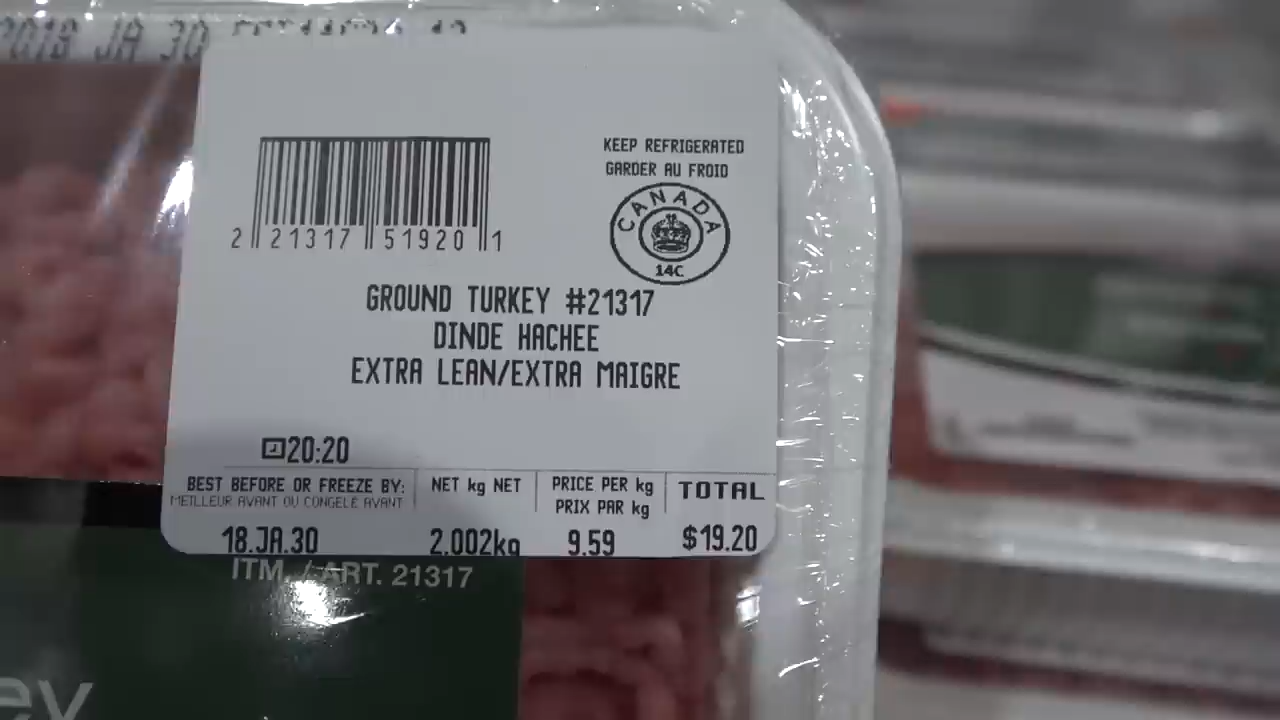 2018 JA 30
KEEP REFRIGERATED
GARDER AU FROID
2 21317 51920 1
CANADA
14C
GROUND TURKEY #21317
DINDE HACHEE
EXTRA LEAN/EXTRA MAIGRE
20:20
BEST BEFORE OR FREEZE BY:
MEILLEUR AVANT OU CONGELE AVANT
NET kg NET
PRICE PER kg
PRIX PAR kg
TOTAL
18.JA.30
2.002kg
9.59
$19.20
ITM. / ART. 21317
ey